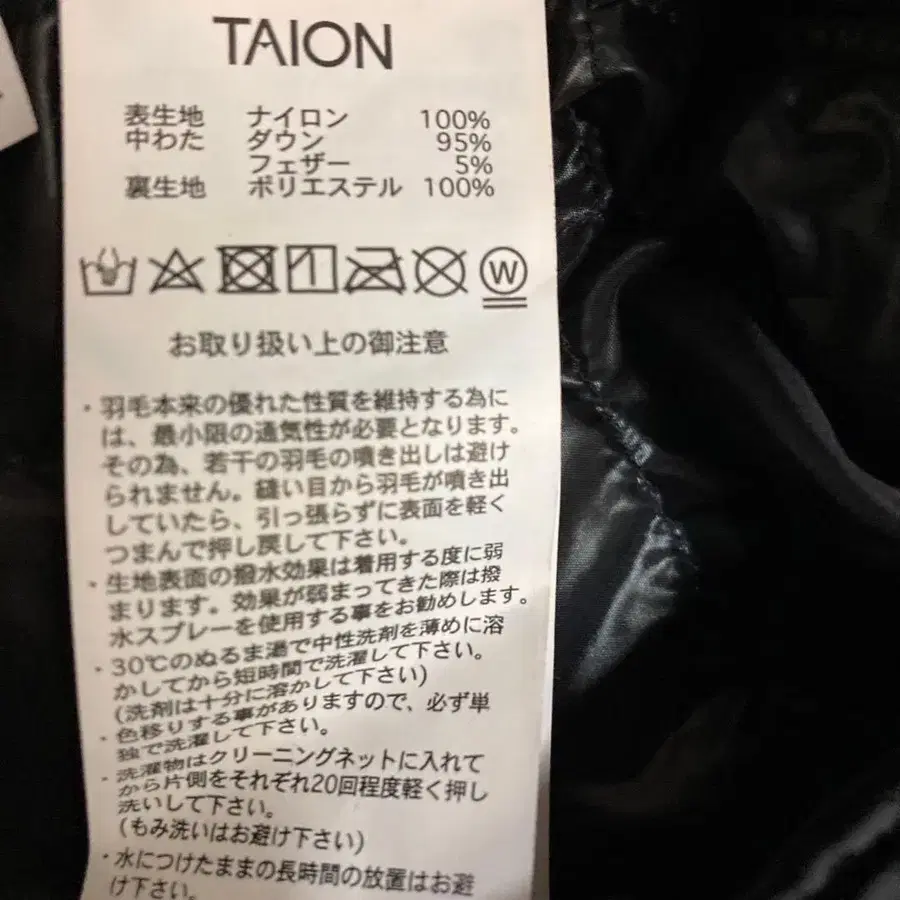 TAION
表生地 ナイロン 100%
中わた ダウン 95%
フェザー 5%
裏生地 ポリエステル 100%
W
お取り扱い上の御注意
・羽毛本来の優れた性質を維持する為に
は、最小限の通気性が必要となります。
その為、若干の羽毛の噴き出しは避け
られません。縫い目から羽毛が噴き出
していたら、引っ張らずに表面を軽く
つまんで押し戻して下さい。
・生地表面の撥水効果は着用する度に弱
まります。効果が弱まってきた際は撥
水スプレーを使用する事をお勧めします。
・30℃のぬるま湯で中性洗剤を薄めに溶
かしてから短時間で洗濯して下さい。
(洗剤は十分に溶かして下さい)
・色移りする事がありますので、必ず単
独で洗濯して下さい。
・洗濯物はクリーニングネットに入れて
から片側をそれぞれ20回程度軽く押し
洗いして下さい。
(もみ洗いはお避け下さい)
・水につけたままの長時間の放置はお避
け下さい。